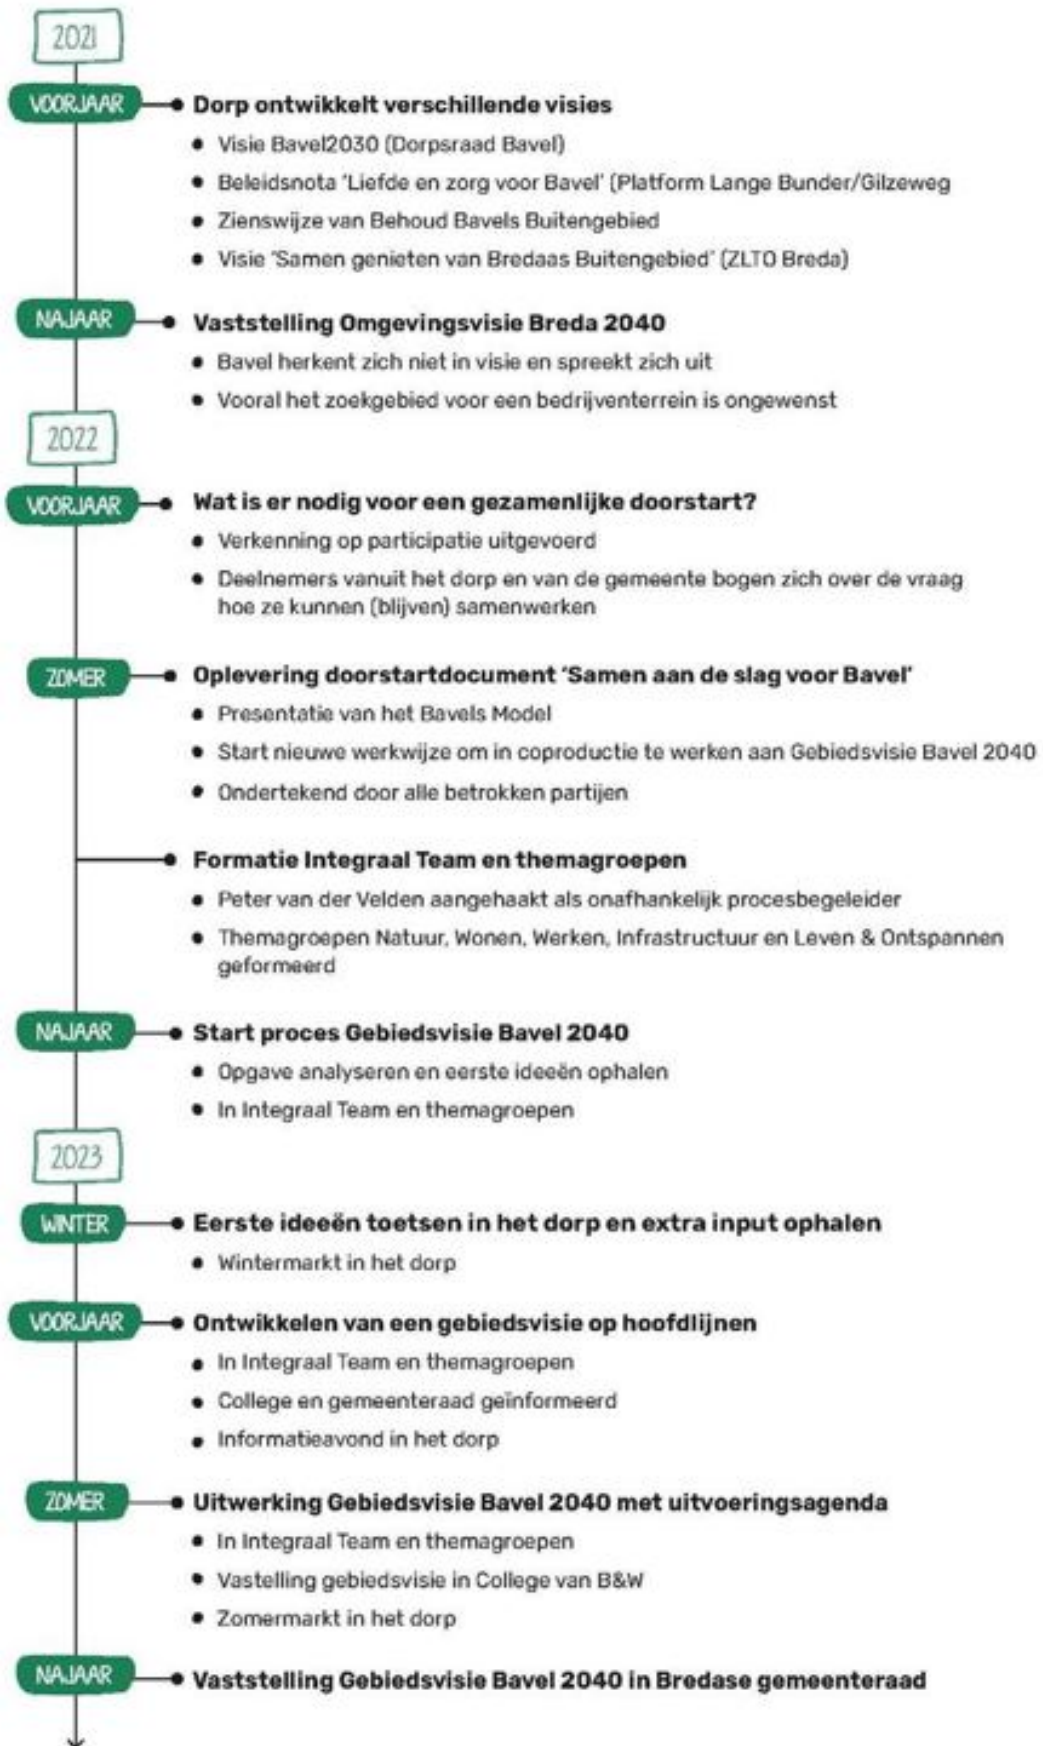 2021
VOORJAAR
Dorp ontwikkelt verschillende visies
Visie Bavel2030 (Dorpsraad Bavel)
Beleidsnota ‘Liefde en zorg voor Bavel’ (Platform Lange Bunder/Gilzeweg
Zienswijze van Behoud Bavels Buitengebied
Visie ‘Samen genieten van Bredaas Buitengebied’ (ZLTO Breda)
NAJAAR
Vaststelling Omgevingsvisie Breda 2040
Bavel herkent zich niet in visie en spreekt zich uit
Vooral het zoekgebied voor een bedrijventerrein is ongewenst
2022
VOORJAAR
Wat is er nodig voor een gezamenlijke doorstart?
Verkenning op participatie uitgevoerd
Deelnemers vanuit het dorp en van de gemeente bogen zich over de vraag
hoe ze kunnen (blijven) samenwerken
ZOMER
Oplevering doorstartdocument ‘Samen aan de slag voor Bavel’
Presentatie van het Bavels Model
Start nieuwe werkwijze om in coproductie te werken aan Gebiedsvisie Bavel 2040
Ondertekend door alle betrokken partijen
Formatie Integraal Team en themagroepen
Peter van der Velden aangehaakt als onafhankelijk procesbegeleider
Themagroepen Natuur, Wonen, Werken, Infrastructuur en Leven & Ontspannen
geformeerd
NAJAAR
Start proces Gebiedsvisie Bavel 2040
Opgave analyseren en eerste ideeën ophalen
In Integraal Team en themagroepen
2023
WINTER
Eerste ideeën toetsen in het dorp en extra input ophalen
Wintermarkt in het dorp
VOORJAAR
Ontwikkelen van een gebiedsvisie op hoofdlijnen
In Integraal Team en themagroepen
College en gemeenteraad geïnformeerd
Informatieavond in het dorp
ZOMER
Uitwerking Gebiedsvisie Bavel 2040 met uitvoeringsagenda
In Integraal Team en themagroepen
Vastelling gebiedsvisie in College van B&W
Zomermarkt in het dorp
NAJAAR
Vaststelling Gebiedsvisie Bavel 2040 in Bredase gemeenteraad